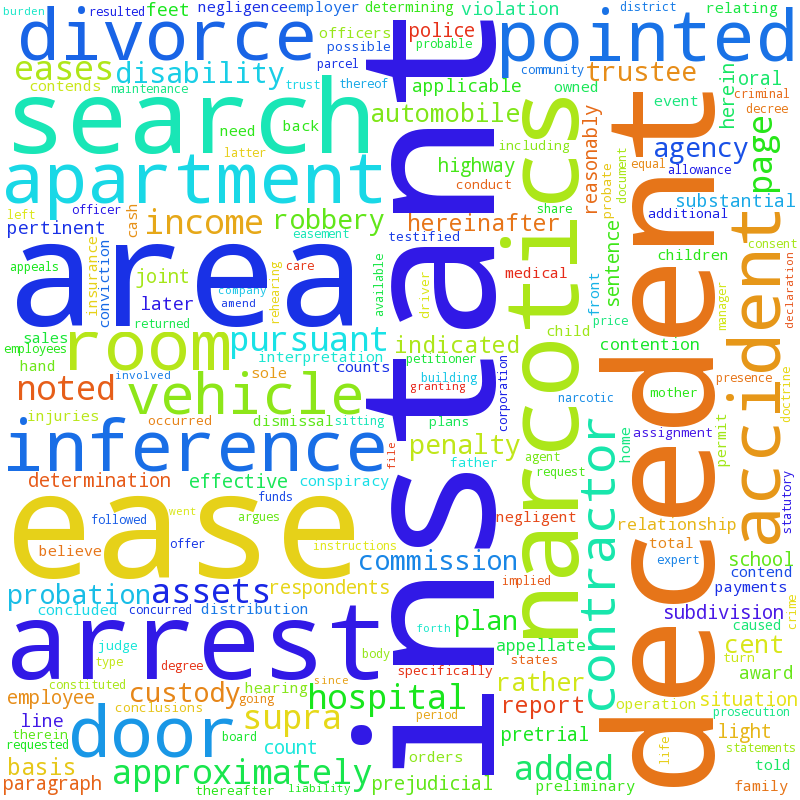 burden
resulted
feet
negligence
employer
determining
violation
district
relating
divorce
instant
officers
possible
probable
parcel
police
pointed
eases
disability
contends
maintenance
trust
thereof
applicable
community
owned
trustee
oral
criminal
decree
herein
event
search
need
back
automobile
narcotics
decedent
including
reasonably
document
probate
equal
agency
allowance
page
latter
highway
conduct
share
apartment
substantial
additional
left
officer
cash
income
robbery
easement
hereinafter
testified
pertinent
consent
accident
declaration
area
appeals
insurance
conviction
joint
later
company
amend
care
rehearing
available
driver
medical
front
sentence
children
manager
returned
child
price
sales
employees
hand
room
pursuant
interpretation
indicated
petitioner
contention
counts
involved
sole
building
granting
corporation
narcotic
mother
presence
doctrine
noted
vehicle
injuries
occurred
dismissal
sitting
plans
contractor
home
assignment
permit
inference
file
penalty
father
agent
request
statutory
determination
effective
conspiracy
ease
funds
followed
went
argues
offer
negligent
relationship
total
expert
school
believe
instructions
commission
implied
contend
payments
crime
probation
assets
respondents
concluded
concurred
distribution
plan
subdivision
caused
arrest
judge
type
forth
appellate
states
cent
turn
body
degree
specifically
since
award
constituted
employee
custody
going
hearing
conclusions
hospital
rather
report
operation
situation
prosecution
line
therein
requested
door
supra
board
period
count
orders
pretrial
light
statements
life
basis
paragraph
approximately
thereafter
liability
prejudicial
added
preliminary
told
family